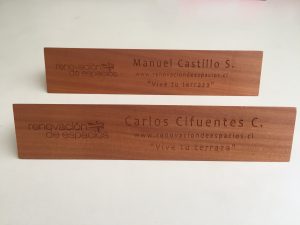 renovación
de espacios
Manuel Castillo S.
www.renovaciondeespacios.cl
"Vive tu terraza"
renovación
de espacios
Carlos Cifuentes C.
www.renovaciondeespacios.cl
"Vive tu terraza"